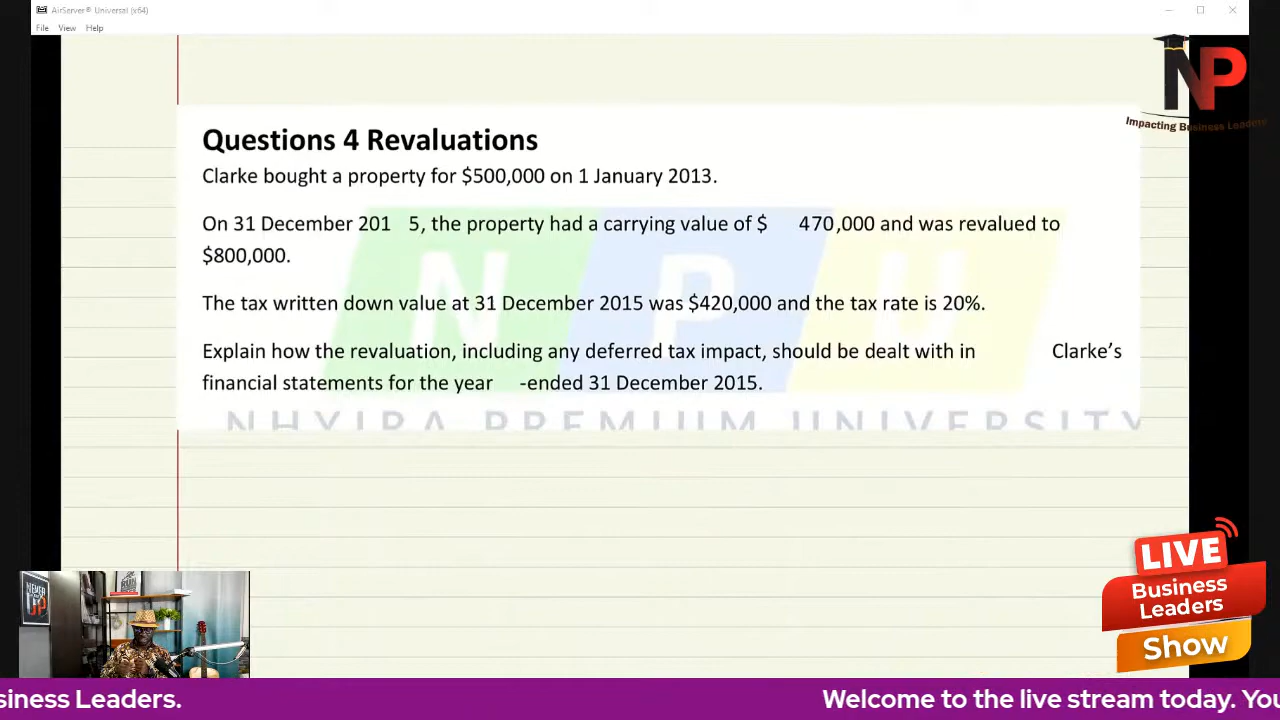 AirServer® Universal (x64)
File View Help
NP
Impacting Business Leaders
Questions 4 Revaluations
Clarke bought a property for $500,000 on 1 January 2013.
On 31 December 201 5, the property had a carrying value of $ 470,000 and was revalued to
$800,000.
The tax written down value at 31 December 2015 was $420,000 and the tax rate is 20%.
Explain how the revaluation, including any deferred tax impact, should be dealt with in Clarke’s
financial statements for the year -ended 31 December 2015.
NPU
NHYIRA PREMIUM UNIVERSITY
LIVE
Business
Leaders
Show
siness Leaders. Welcome to the live stream today. You